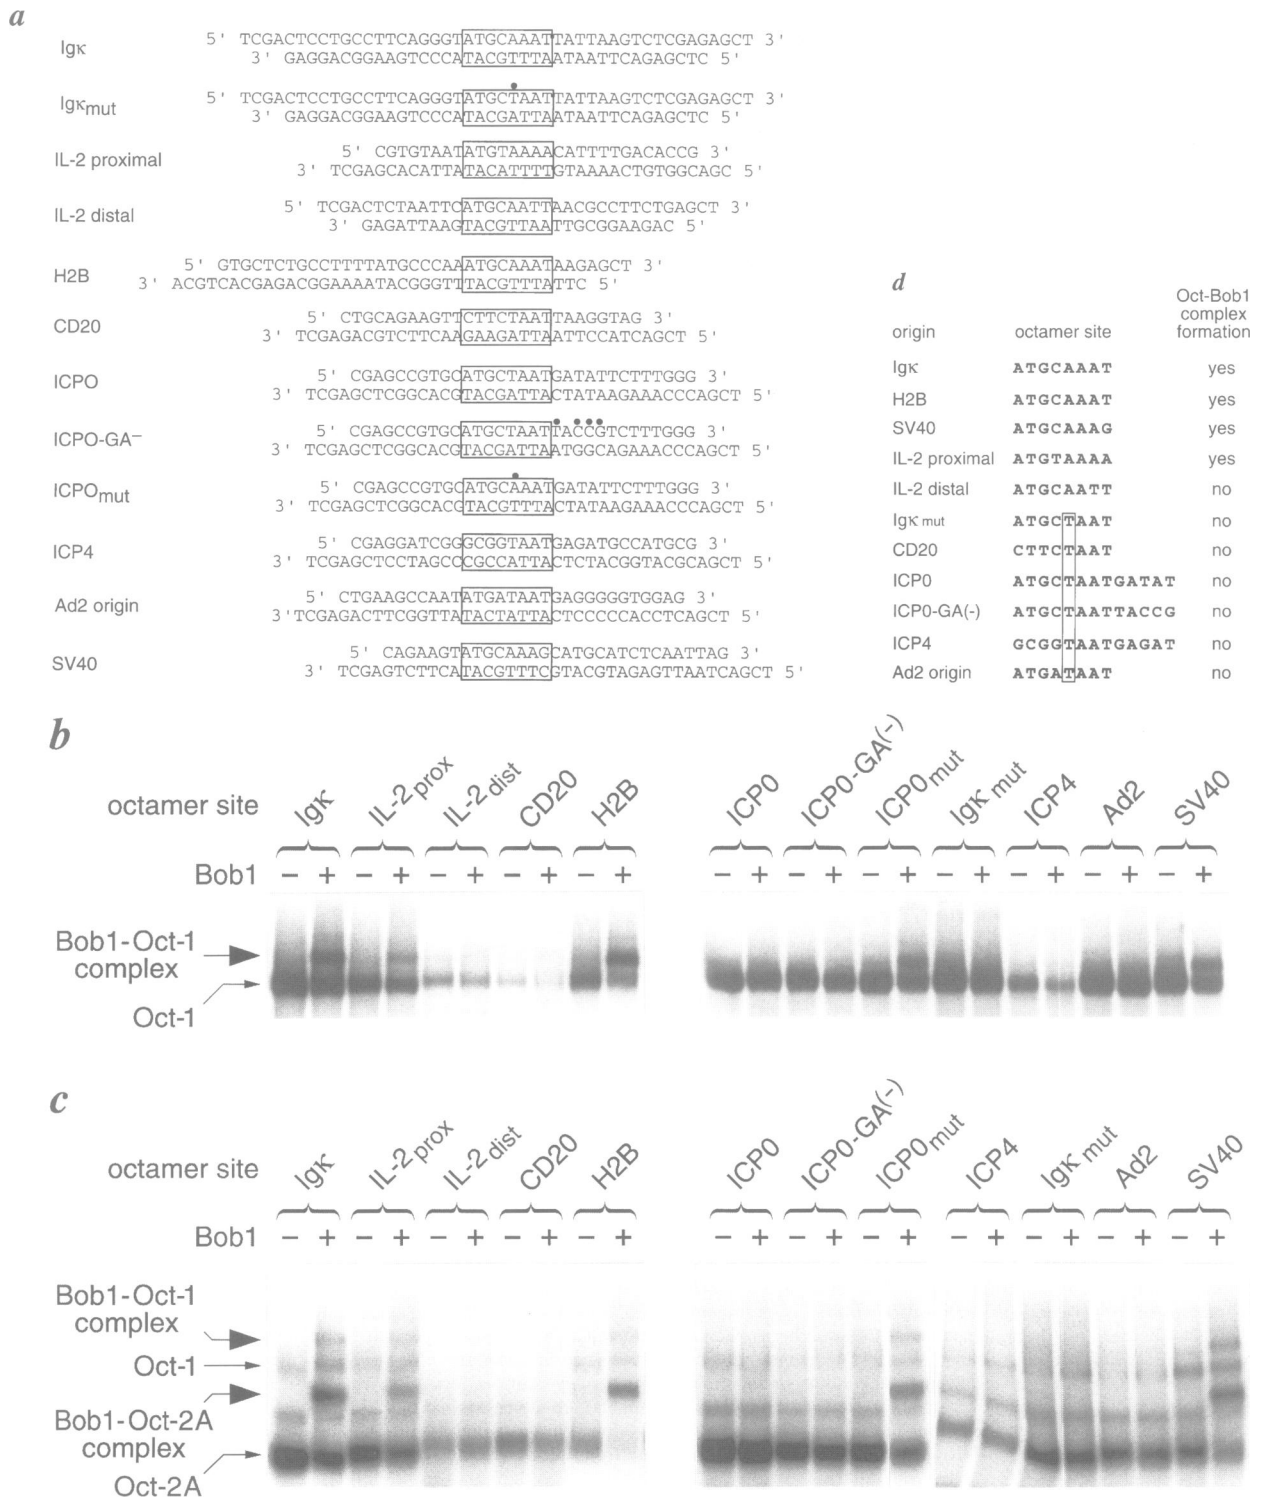 a
Igκ
5' TCGACTCCTGCCTTCAGGGTATGCAAATTATTAAGTCTCGAGAGCT 3'
3' GAGGACGGAAGTCCCATACGTTTAATAATTCAGAGCTC 5'
Igκmut
5' TCGACTCCTGCCTTCAGGGTATGCTAATTATTAAGTCTCGAGAGCT 3'
3' GAGGACGGAAGTCCCATACGATTAATAATTCAGAGCTC 5'
IL-2 proximal
5' CGTGTAATATGTAAAACATTTTGACACCG 3'
3' TCGAGCACATTATACATTTTGTAAAACTGTGGCAGC 5'
IL-2 distal
5' TCGACTCTAATTCATGCAATTAACGCCTTCTGAGCT 3'
3' GAGATTAAGTACGTTAATTGCGGAAGAC 5'
H2B
5' GTGCTCTGCCTTTTATGCCCAAATGCAAATAAGAGCT 3'
3' ACGTCACGAGACGGAAAATACGGGTTTACGTTTATTC 5'
CD20
5' CTGCAGAAGTTCTTCTAATTAAGGTAG 3'
3' TCGAGACGTCTTCAAGAAGATTAATTCCATCAGCT 5'
ICPO
5' CGAGCCGTGCATGCTAATGATATTCTTTGGG 3'
3' TCGAGCTCGGCACGTACGATTACTATAAGAAACCCAGCT 5'
ICPO-GA−
5' CGAGCCGTGCATGCTAATTACCGTCTTTGGG 3'
3' TCGAGCTCGGCACGTACGATTAATGGCAGAAACCCAGCT 5'
ICPOmut
5' CGAGCCGTGCATGCAAATGATATTCTTTGGG 3'
3' TCGAGCTCGGCACGTACGTTTACTATAAGAAACCCAGCT 5'
ICP4
5' CGAGGATCGGGCGGTAATGAGATGCCATGCG 3'
3' TCGAGCTCCTAGCCCGCCATTACTCTACGGTACGCAGCT 5'
Ad2 origin
5' CTGAAGCCAATATGATAATGAGGGGGTGGAG 3'
3'TCGAGACTTCGGTTATACTATTACTCCCCCACCTCAGCT 5'
SV40
5' CAGAAGTATGCAAAGCATGCATCTCAATTAG 3'
3' TCGAGTCTTCATACGTTTCGTACGTAGAGTTAATCAGCT 5'
d
Oct-Bob1
complex
origin octamer site formation
Igκ ATGCAAAT yes
H2B ATGCAAAT yes
SV40 ATGCAAAG yes
IL-2 proximal ATGTAAAA yes
IL-2 distal ATGCAATT no
Igκ mut ATGCTAAT no
CD20 CTTCTAAT no
ICP0 ATGCTAATGATAT no
ICP0-GA(-) ATGCTAATTACCG no
ICP4 GCGGTAATGAGAT no
Ad2 origin ATGATAAT no
b
octamer site Igκ IL-2 prox IL-2 dist CD20 H2B ICP0 ICP0-GA(−) ICP0mut Igκ mut ICP4 Ad2 SV40
Bob1 − + − + − + − + − + − + − + − + − + − + − + − +
Bob1-Oct-1
complex
Oct-1
c
octamer site Igκ IL-2 prox IL-2 dist CD20 H2B ICP0 ICP0-GA(−) ICP0mut ICP4 Igκ mut Ad2 SV40
Bob1 − + − + − + − + − + − + − + − + − + − + − + − +
Bob1-Oct-1
complex
Oct-1
Bob1-Oct-2A
complex
Oct-2A